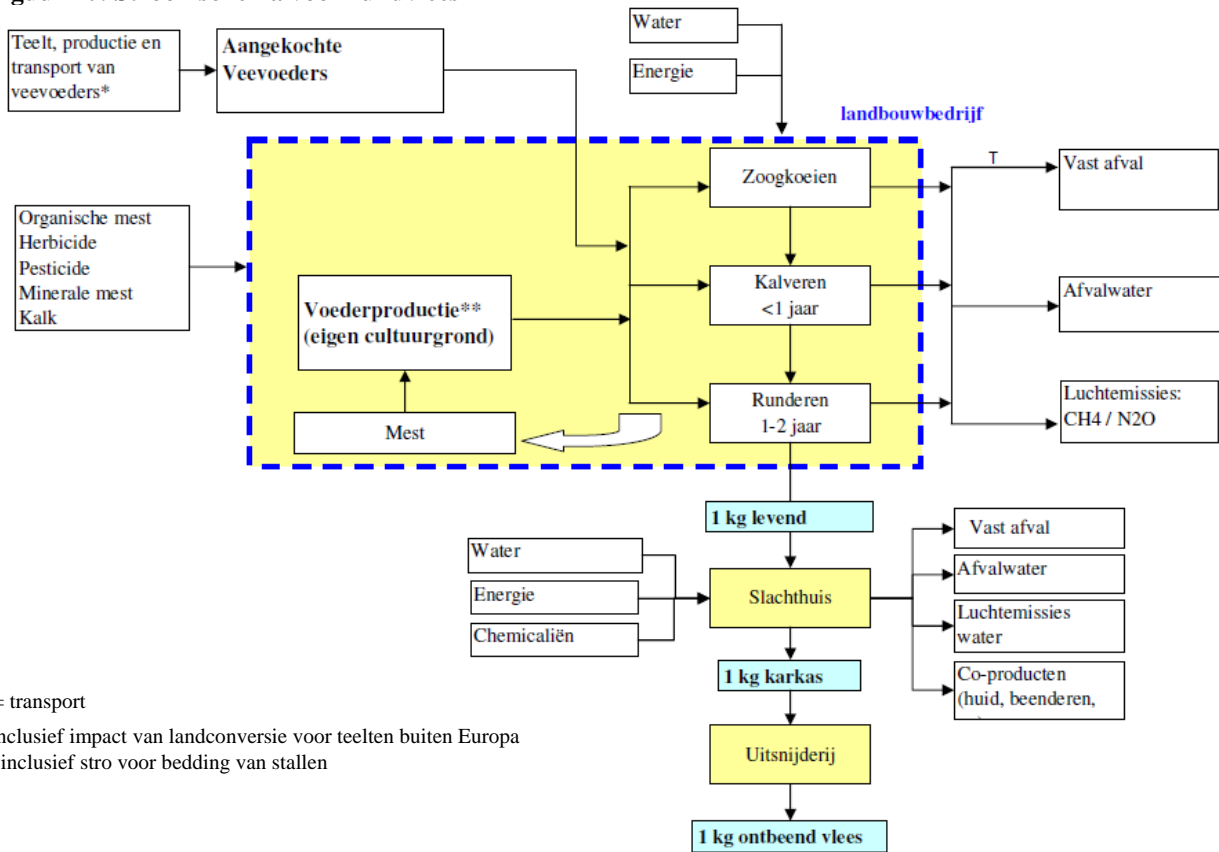 Water
Teelt, productie en
transport van
veevoeders*
Aangekochte
Veevoeders
Energie
landbouwbedrijf
Zoogkoeien
T
Vast afval
Organische mest
Herbicide
Pesticide
Minerale mest
Kalk
Kalveren
<1 jaar
Afvalwater
Voederproductie**
(eigen cultuurgrond)
Runderen
1-2 jaar
Luchtemissies:
CH4 / N2O
Mest
1 kg levend
Vast afval
Water
Afvalwater
Energie
Slachthuis
Luchtemissies
water
Chemicaliën
1 kg karkas
Co-producten
(huid, beenderen,
= transport
inclusief impact van landconversie voor teelten buiten Europa
inclusief stro voor bedding van stallen
Uitsnijderij
1 kg ontbeend vlees